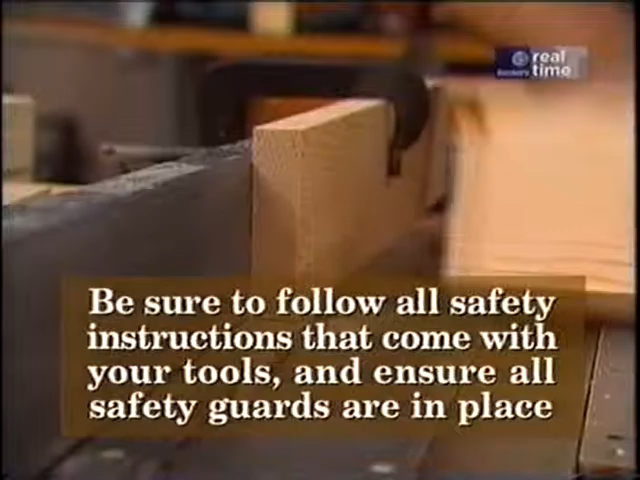 real
time
Be sure to follow all safety
instructions that come with
your tools, and ensure all
safety guards are in place